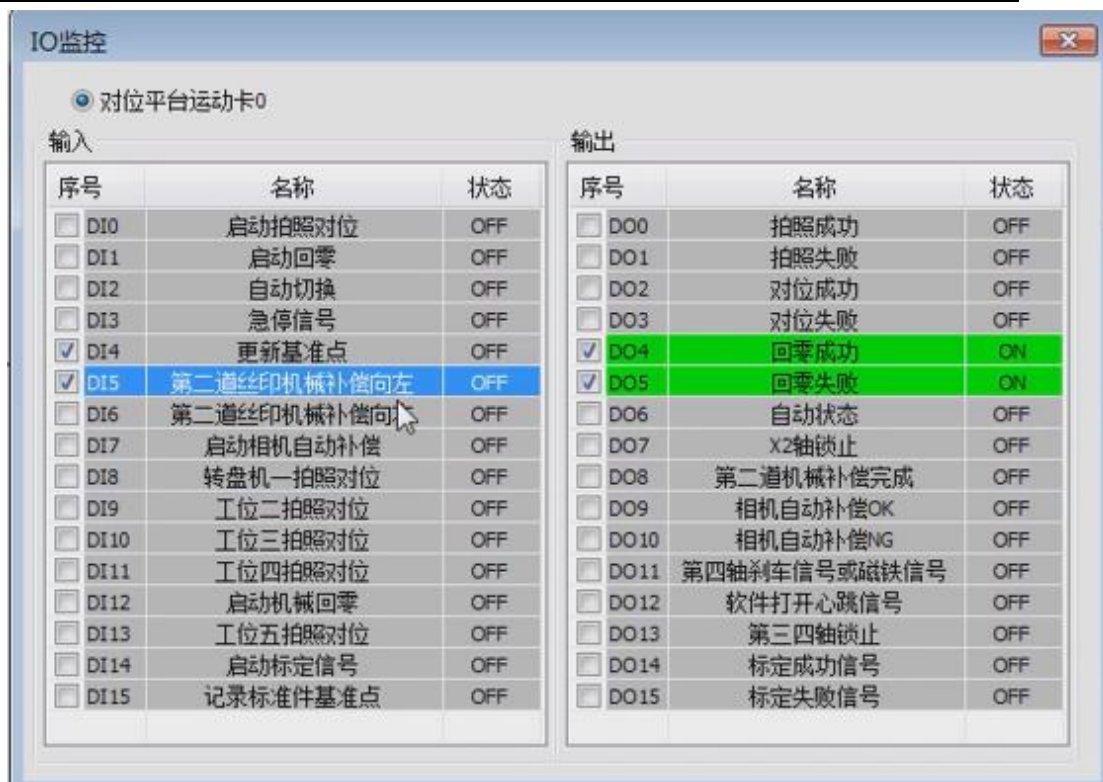 IO监控
对位平台运动卡0
输入
序号 名称 状态
DI0 启动拍照对位 OFF
DI1 启动回零 OFF
DI2 自动切换 OFF
DI3 急停信号 OFF
DI4 更新基准点 OFF
DI5 第二道丝印机械补偿向左 OFF
DI6 第二道丝印机械补偿向 OFF
DI7 启动相机自动补偿 OFF
DI8 转盘机一拍照对位 OFF
DI9 工位二拍照对位 OFF
DI10 工位三拍照对位 OFF
DI11 工位四拍照对位 OFF
DI12 启动机械回零 OFF
DI13 工位五拍照对位 OFF
DI14 启动标定信号 OFF
DI15 记录标准件基准点 OFF
输出
序号 名称 状态
DO0 拍照成功 OFF
DO1 拍照失败 OFF
DO2 对位成功 OFF
DO3 对位失败 OFF
DO4 回零成功 ON
DO5 回零失败 ON
DO6 自动状态 OFF
DO7 X2轴锁止 OFF
DO8 第二道机械补偿完成 OFF
DO9 相机自动补偿OK OFF
DO10 相机自动补偿NG OFF
DO11 第四轴刹车信号或磁铁信号 OFF
DO12 软件打开心跳信号 OFF
DO13 第三四轴锁止 OFF
DO14 标定成功信号 OFF
DO15 标定失败信号 OFF